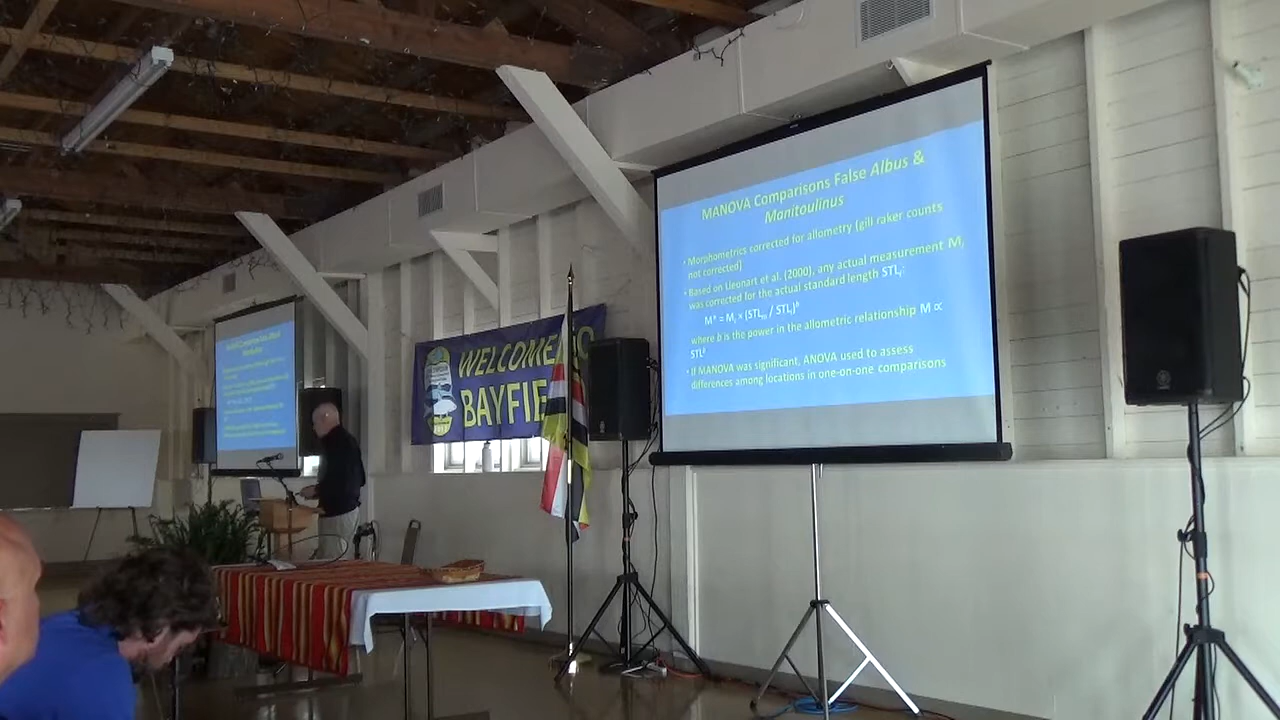 MANOVA Comparisons False Albus &
Manitoulinus
• Morphometrics corrected for allometry (gill raker counts
not corrected)
• Based on Lleonart et al. (2000), any actual measurement Mᵢ
was corrected for the actual standard length STLᵢ:
M* = Mᵢ × (STLₘ / STLᵢ)ᵇ
where b is the power in the allometric relationship M ∝
STLᵇ
• If MANOVA was significant, ANOVA used to assess
differences among locations in one-on-one comparisons
WELCOME
BAYFIE